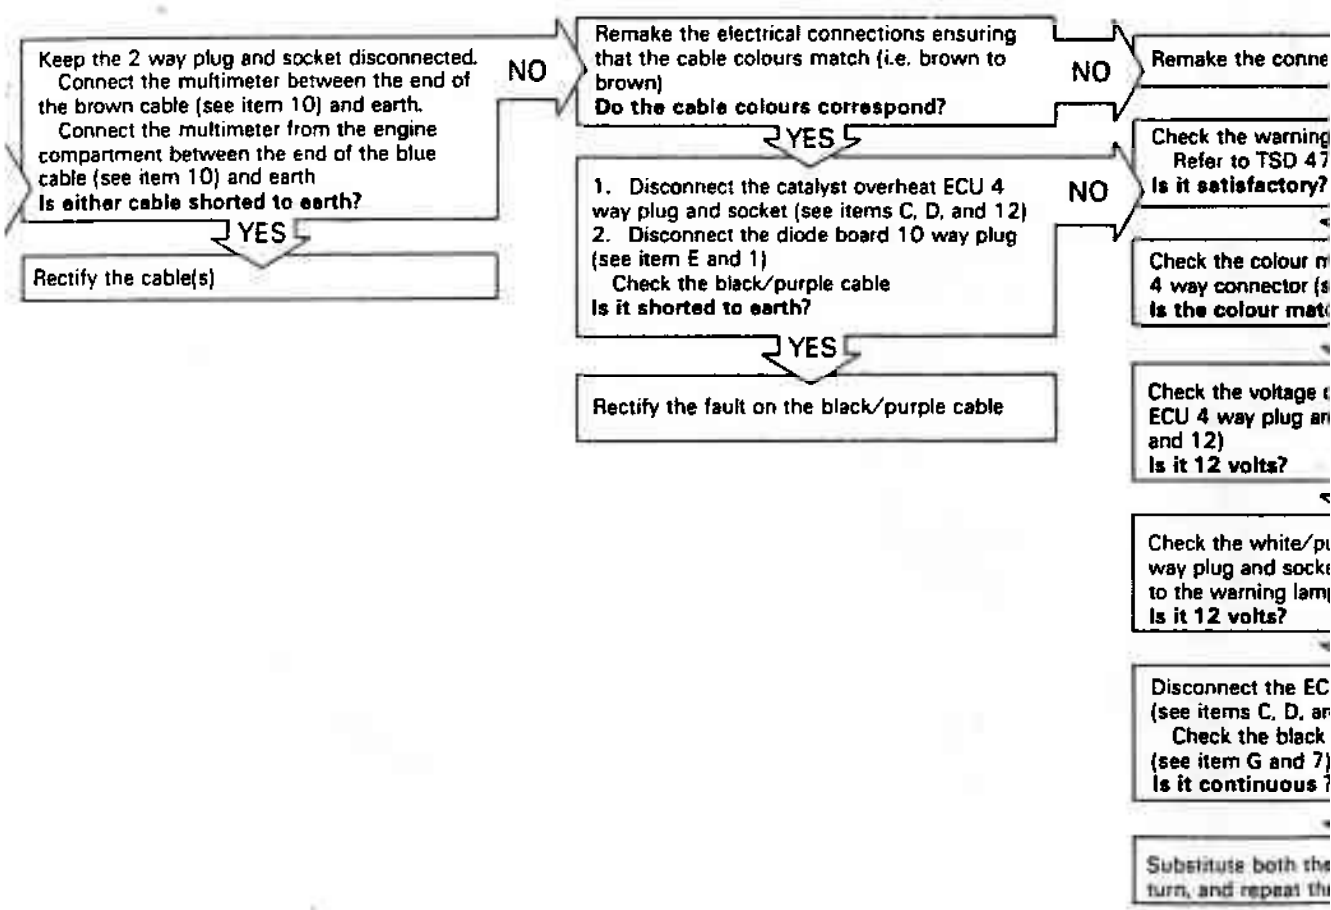 Keep the 2 way plug and socket disconnected.
Connect the multimeter between the end of
the brown cable (see item 10) and earth.
Connect the multimeter from the engine
compartment between the end of the blue
cable (see item 10) and earth
Is either cable shorted to earth?
NO
YES
Rectify the cable(s)
Remake the electrical connections ensuring
that the cable colours match (i.e. brown to
brown)
Do the cable colours correspond?
NO
YES
1. Disconnect the catalyst overheat ECU 4
way plug and socket (see items C, D, and 12)
2. Disconnect the diode board 10 way plug
(see item E and 1)
Check the black/purple cable
Is it shorted to earth?
NO
YES
Rectify the fault on the black/purple cable
Remake the conne
Check the warning
Refer to TSD 47
Is it satisfactory?
Check the colour
4 way connector
Is the colour
Check the voltage
ECU 4 way plug
and 12)
Is it 12 volts?
Check the white/pu
way plug and socke
to the warning
Is it 12 volts?
Disconnect the EC
(see items C, D,
Check the black
(see item G and 7)
Is it continuous ?
Substitute both the
turn, and repeat